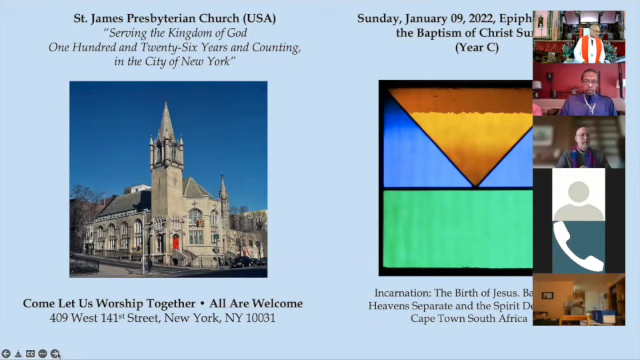 St. James Presbyterian Church (USA)
“Serving the Kingdom of God
One Hundred and Twenty-Six Years and Counting,
in the City of New York”
Come Let Us Worship Together • All Are Welcome
409 West 141st Street, New York, NY 10031
Sunday, January 09, 2022, Epiph
the Baptism of Christ Su
(Year C)
Incarnation: The Birth of Jesus. Ba
Heavens Separate and the Spirit D
Cape Town South Africa